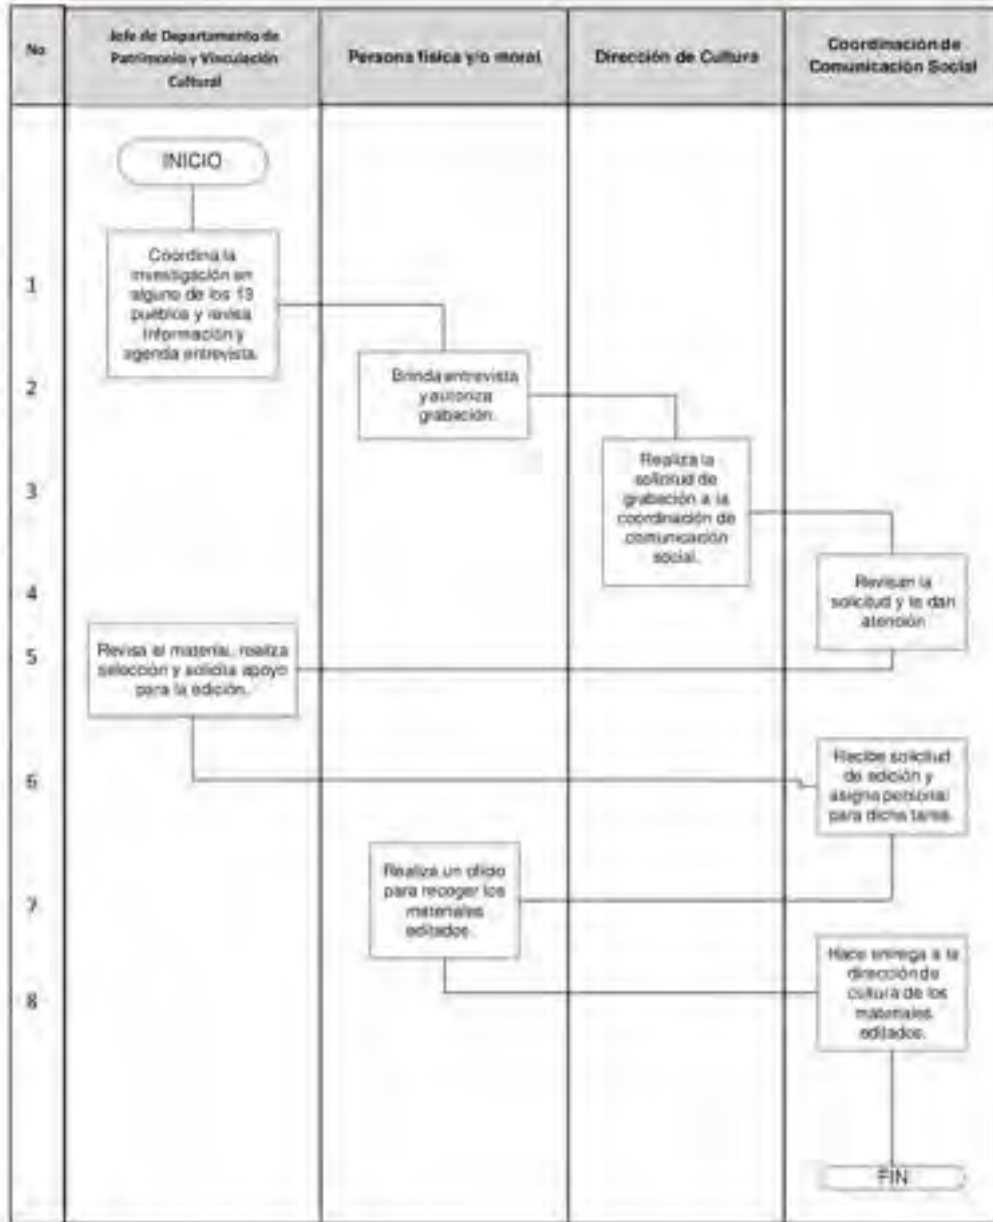 No
Jefe de Departamento de
Patrimonio y Vinculación
Cultural
Persona física y/o moral
Dirección de Cultura
Coordinación de
Comunicación Social
INICIO
1
Coordina la
investigación en
alguno de los 13
pueblos y revisa
información y
agenda entrevista.
2
Brinda entrevista
y autoriza
grabación.
3
Realiza la
solicitud de
grabación a la
coordinación de
comunicación
social.
4
Revisan la
solicitud y le dan
atención
5
Revisa el material, realiza
selección y solicita apoyo
para la edición.
6
Recibe solicitud
de edición y
asigna personal
para dicha tarea.
7
Realiza un oficio
para recoger los
materiales
editados.
8
Hace entrega a la
dirección de
cultura de los
materiales
editados.
FIN